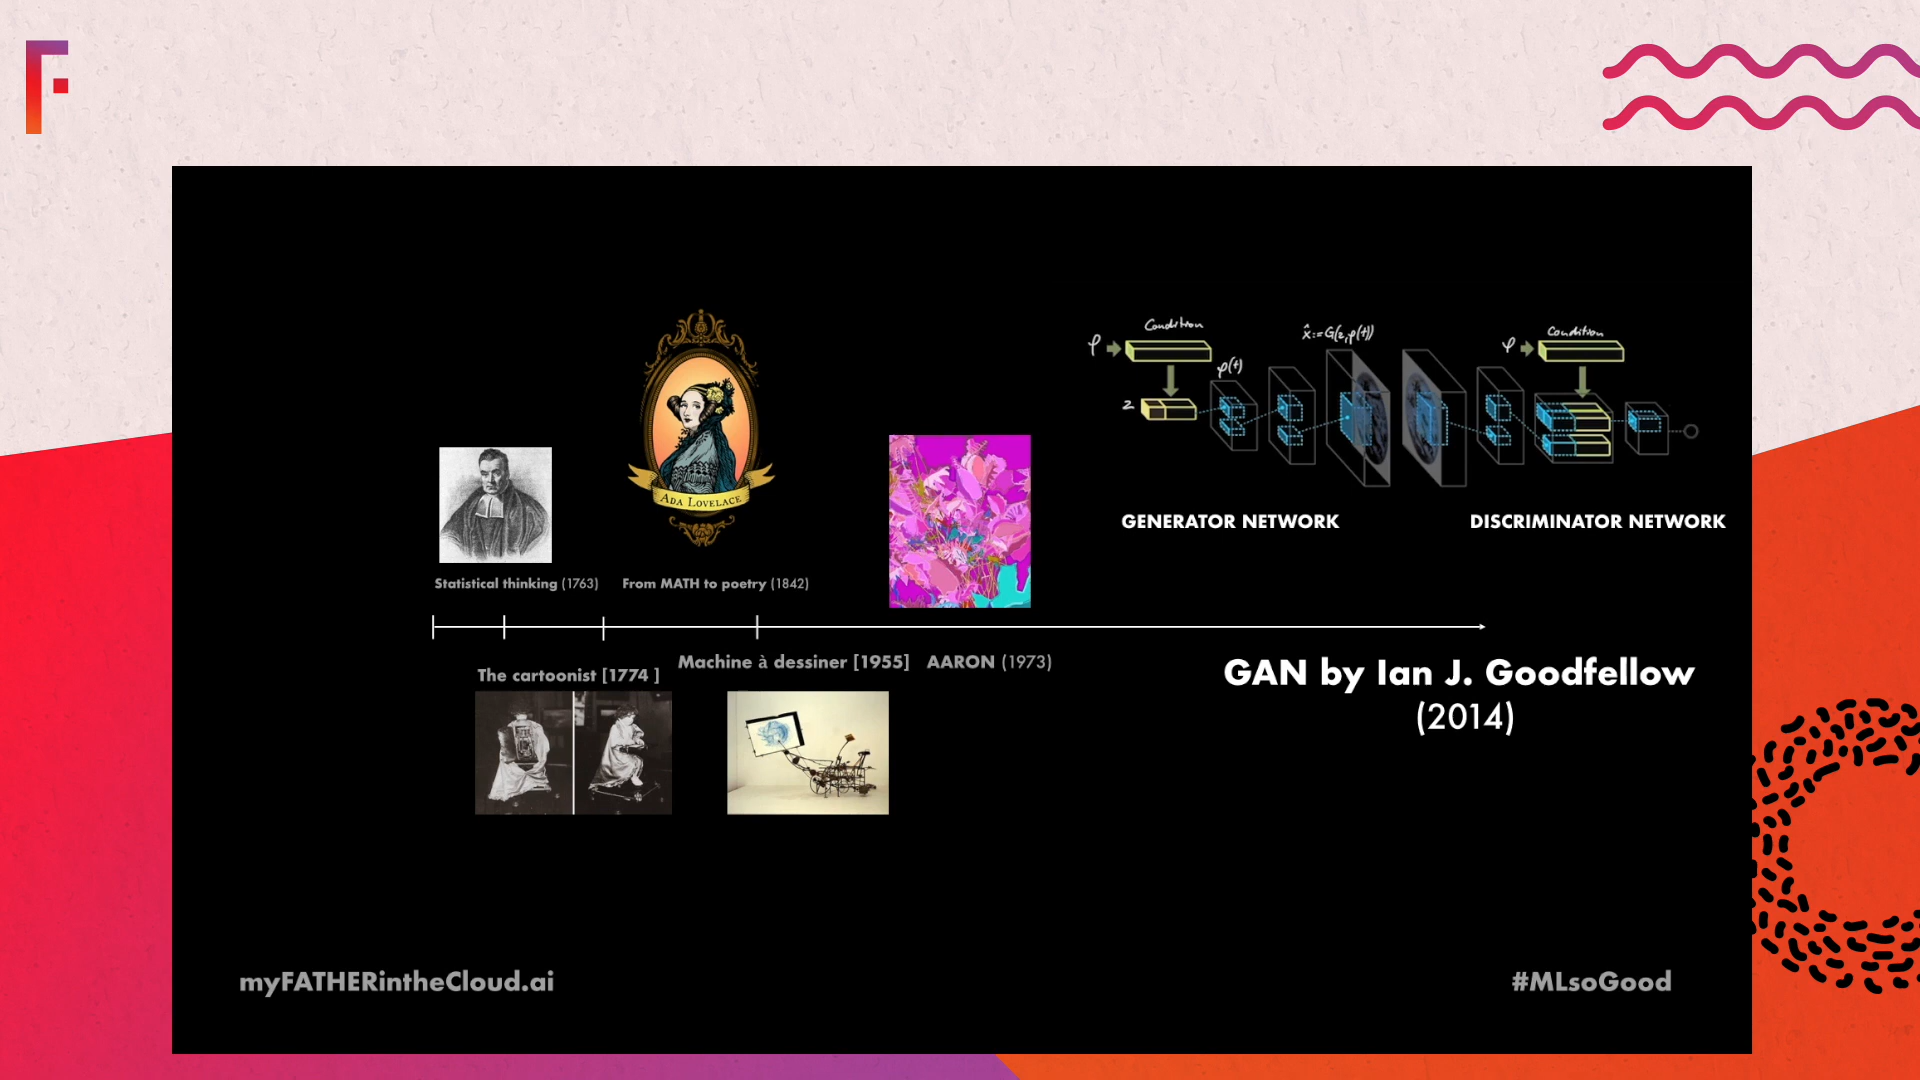 Condition
φ
φ(t)
z
x̂:=G(z,φ(t))
Condition
φ
ADA LOVELACE
GENERATOR NETWORK
DISCRIMINATOR NETWORK
Statistical thinking (1763)
From MATH to poetry (1842)
The cartoonist [1774 ]
Machine à dessiner [1955]
AARON (1973)
GAN by Ian J. Goodfellow
(2014)
myFATHERintheCloud.ai
#MLsoGood